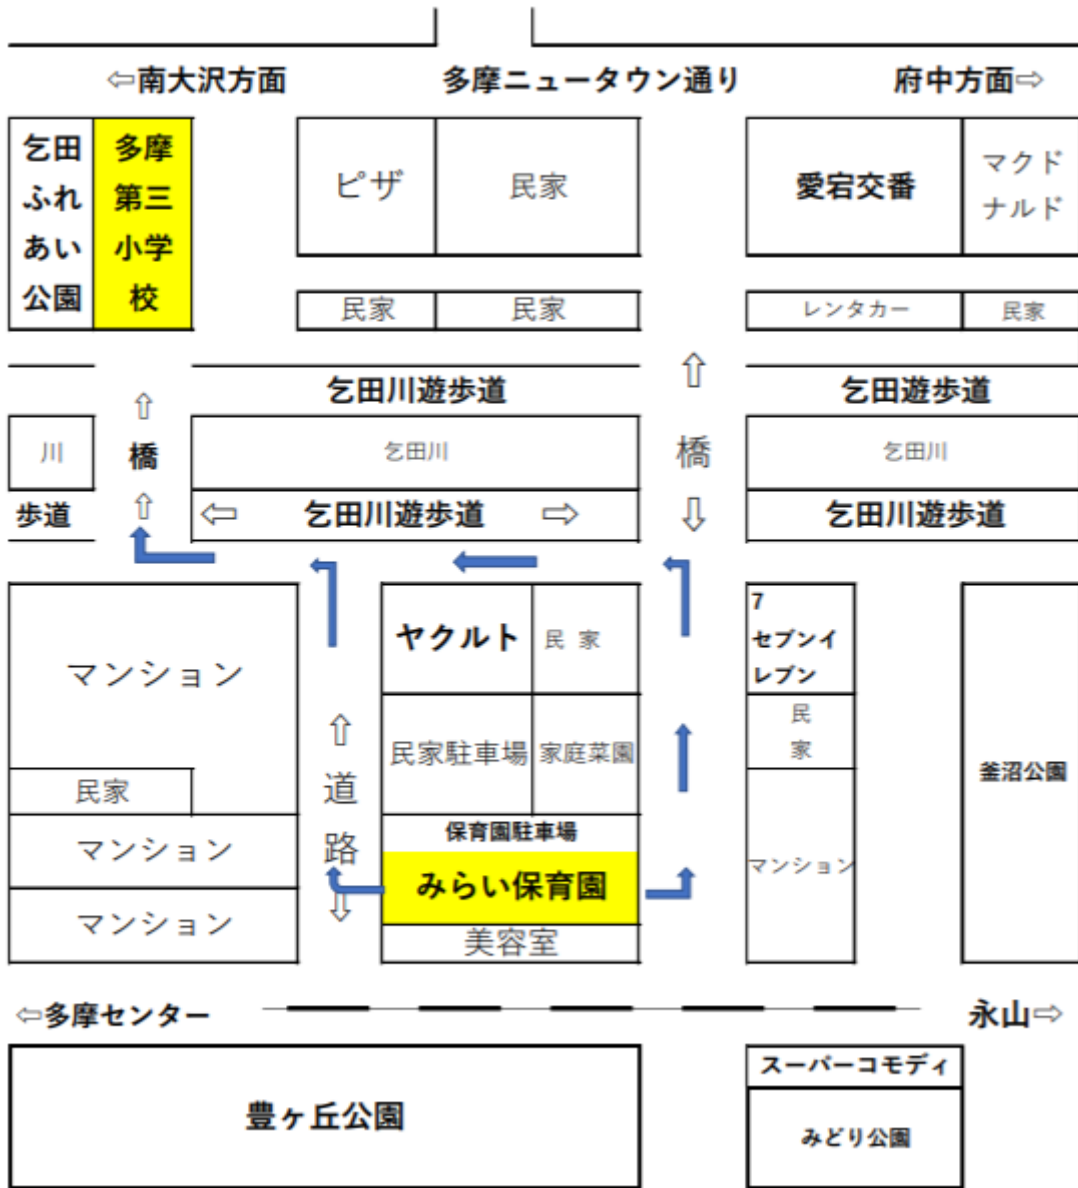 ⇦南大沢方面 多摩ニュータウン通り 府中方面⇨
乞田
ふれ
あい
公園
多摩
第三
小学
校
ピザ
民家
愛宕交番
マクド
ナルド
民家
民家
レンタカー
民家
乞田川遊歩道
乞田遊歩道
川
⇧
橋
⇧
乞田川
⇧
橋
⇩
乞田川
歩道
⇦ 乞田川遊歩道 ⇨
乞田川遊歩道
マンション
ヤクルト
民 家
7
セブンイ
レブン
民家駐車場
家庭菜園
民
家
釜沼公園
⇧
道
路
⇩
民家
マンション
マンション
保育園駐車場
みらい保育園
美容室
マンション
⇦多摩センター
永山⇨
豊ヶ丘公園
スーパーコモディ
みどり公園